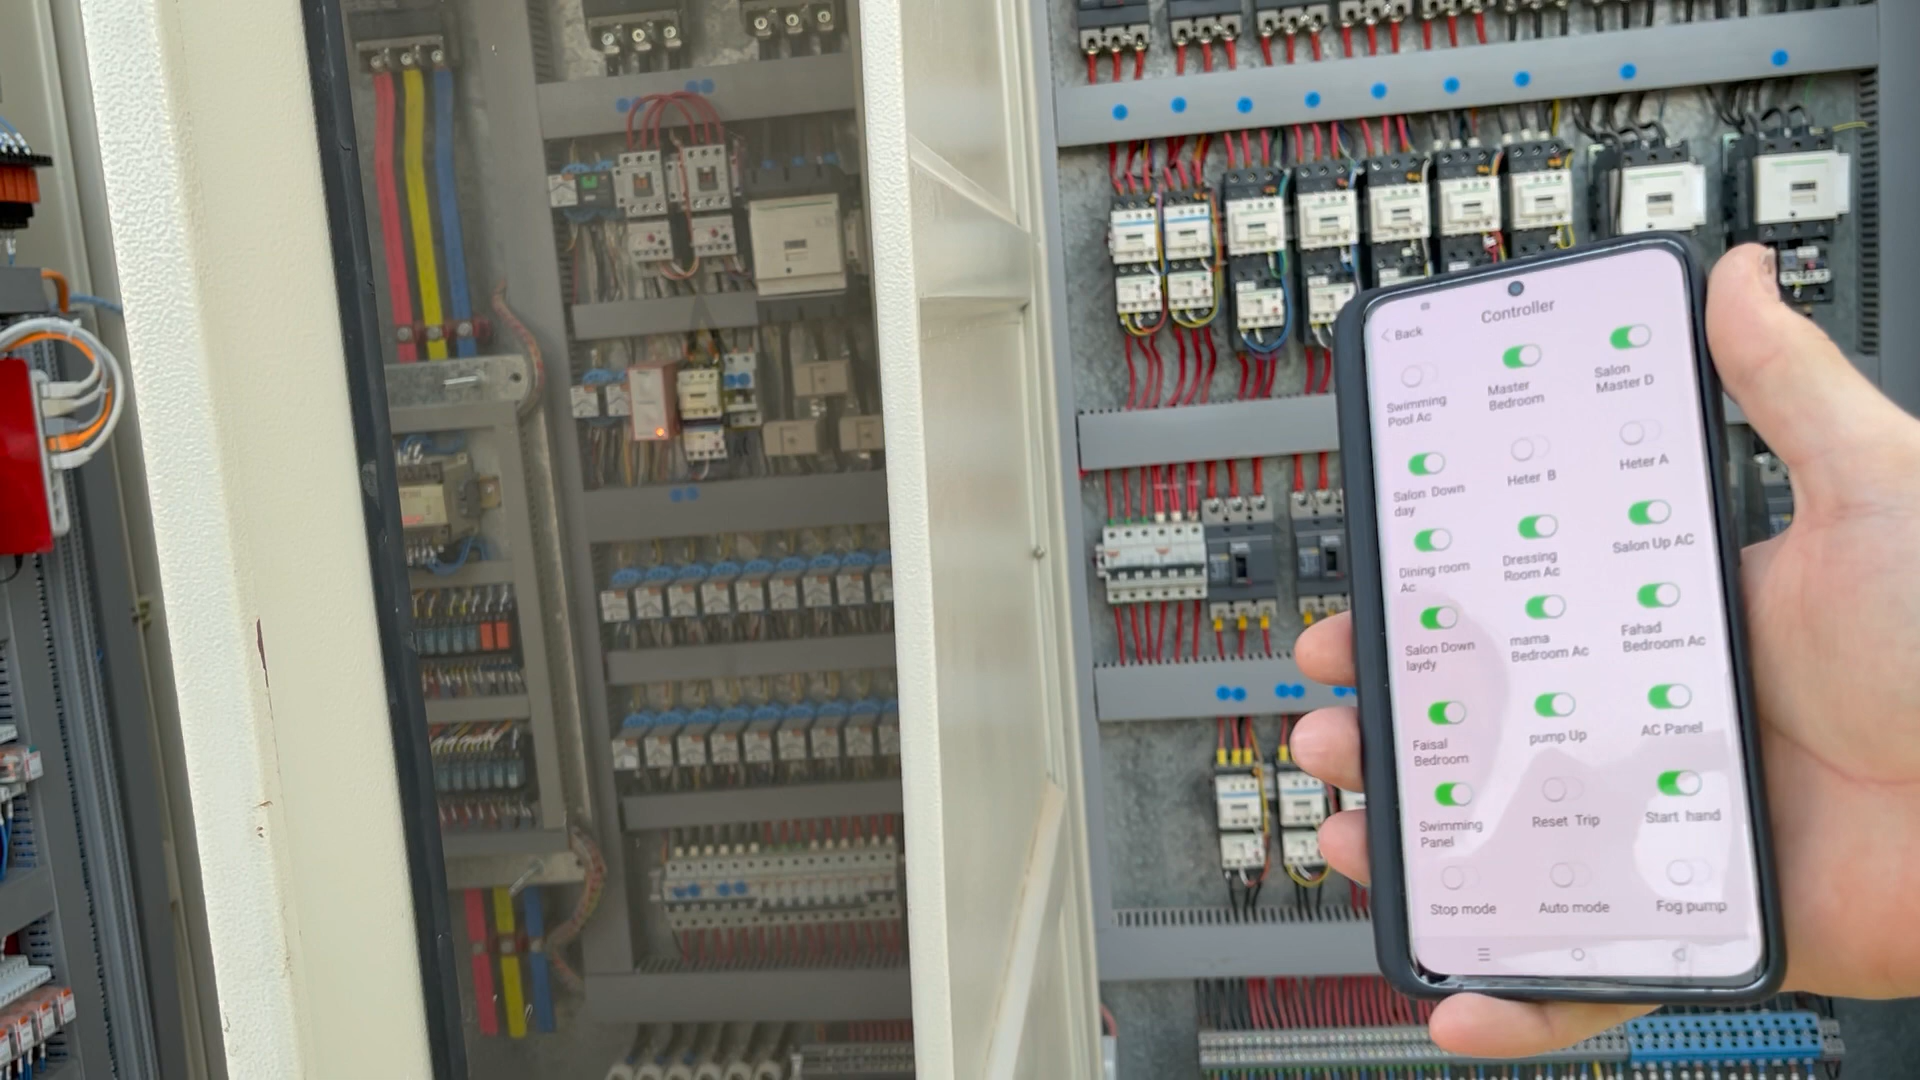 Controller
Back
Swimming
Pool Ac
Master
Bedroom
Salon
Master D
Salon Down
day
Heter B
Heter A
Dining room
Ac
Dressing
Room Ac
Salon Up AC
Salon Down
laydy
mama
Bedroom Ac
Fahad
Bedroom Ac
Faisal
Bedroom
pump Up
AC Panel
Swimming
Panel
Reset Trip
Start hand
Stop mode
Auto mode
Fog pump